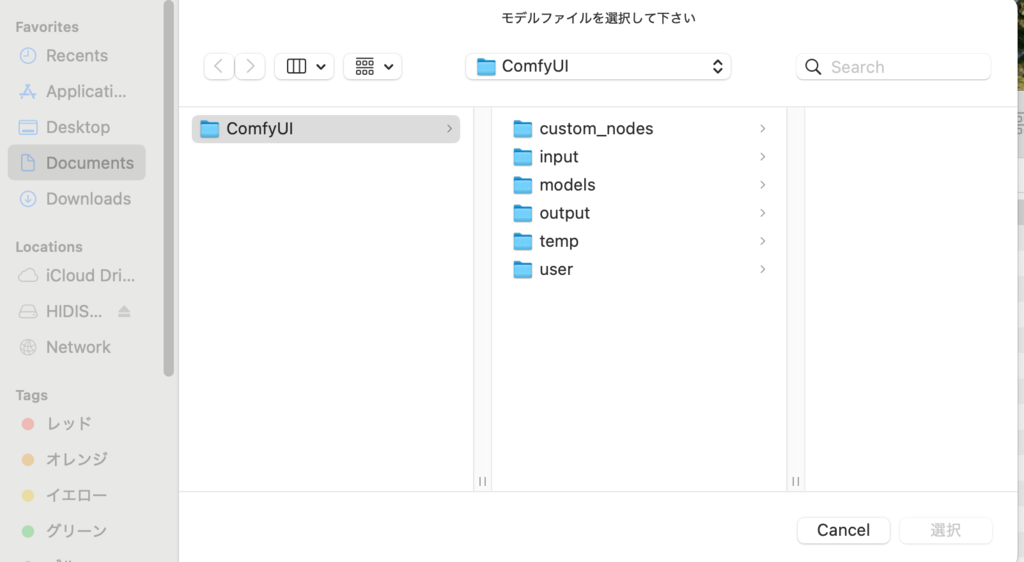 モデルファイルを選択して下さい
Favorites
Recents
Applicati...
Desktop
Documents
Downloads
Locations
iCloud Dri...
HIDIS...
Network
Tags
レッド
オレンジ
イエロー
グリーン
ComfyUI
Search
ComfyUI
custom_nodes
input
models
output
temp
user
Cancel
選択